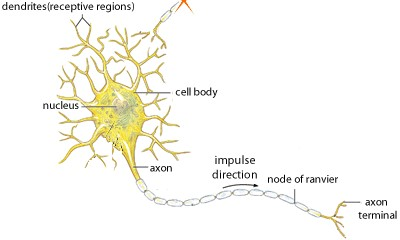 dendrites(receptive regions)
cell body
nucleus
axon
impulse
direction
node of ranvier
axon
terminal